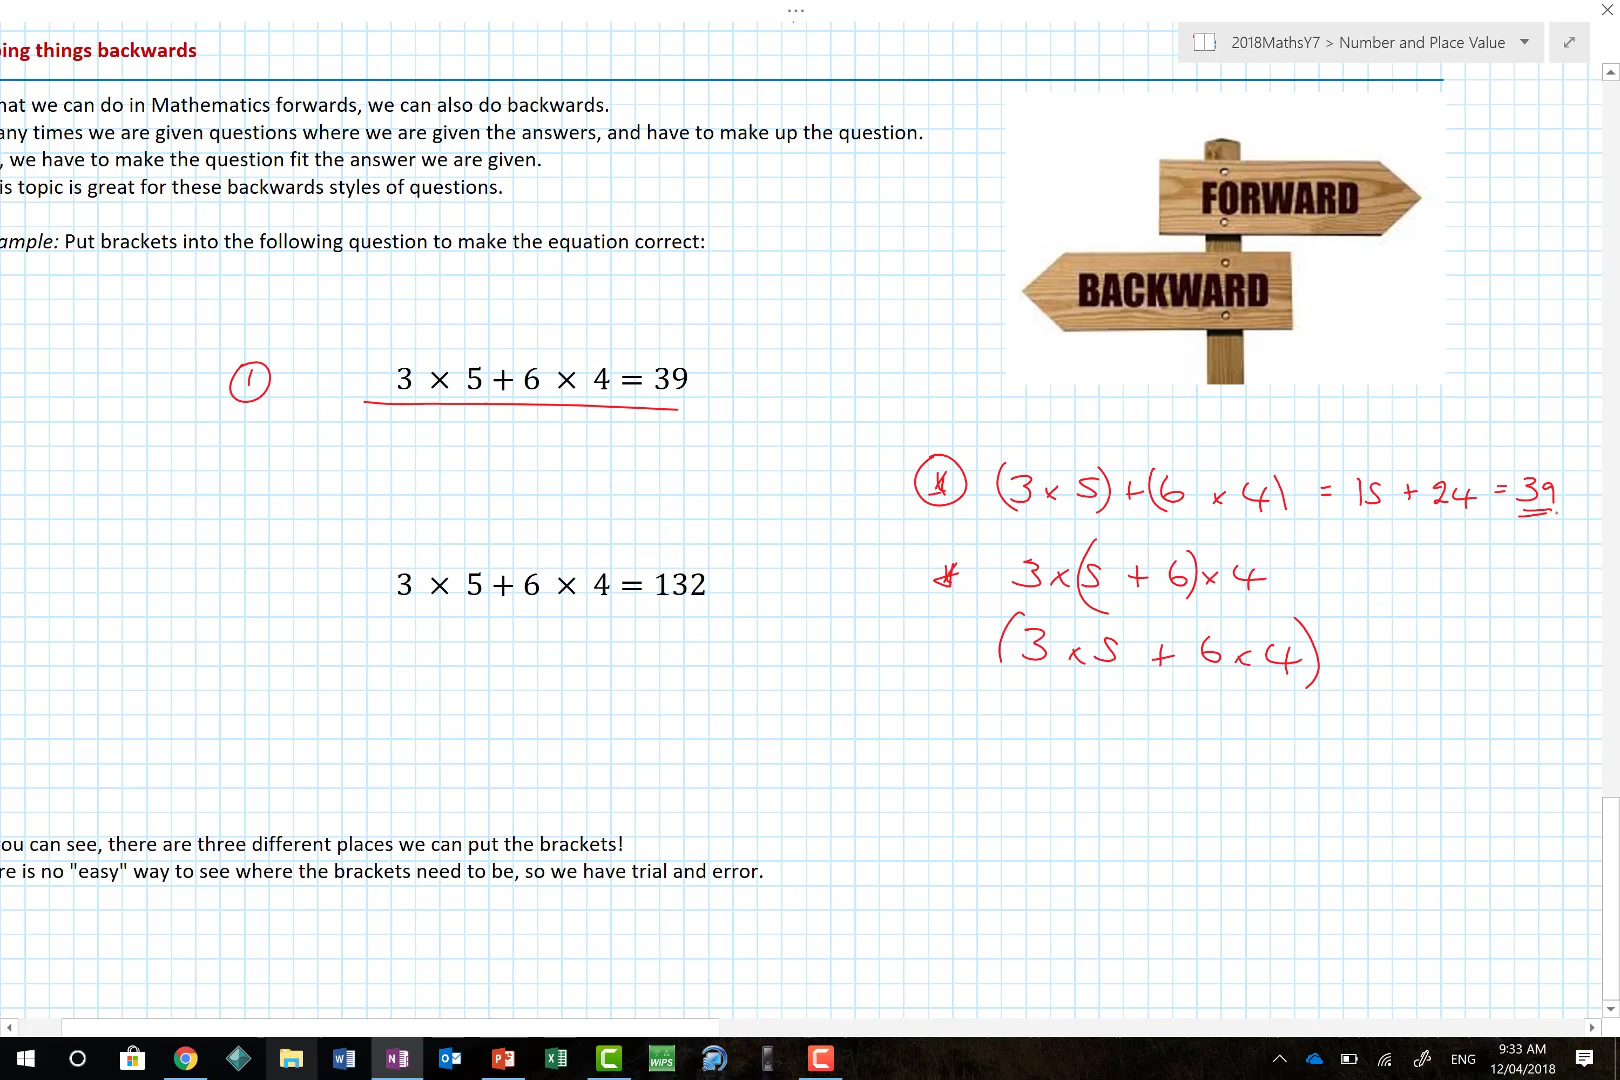 ing things backwards
2018MathsY7 > Number and Place Value
hat we can do in Mathematics forwards, we can also do backwards.
any times we are given questions where we are given the answers, and have to make up the question.
, we have to make the question fit the answer we are given.
is topic is great for these backwards styles of questions.
FORWARD
BACKWARD
ample: Put brackets into the following question to make the equation correct:
1 3 × 5 + 6 × 4 = 39
(3 × 5) + (6 × 4) = 15 + 24 = 39
3 × 5 + 6 × 4 = 132
3 × (5 + 6) × 4
(3 × 5 + 6 × 4)
ou can see, there are three different places we can put the brackets!
re is no "easy" way to see where the brackets need to be, so we have trial and error.
WiPS
ENG
9:33 AM
12/04/2018